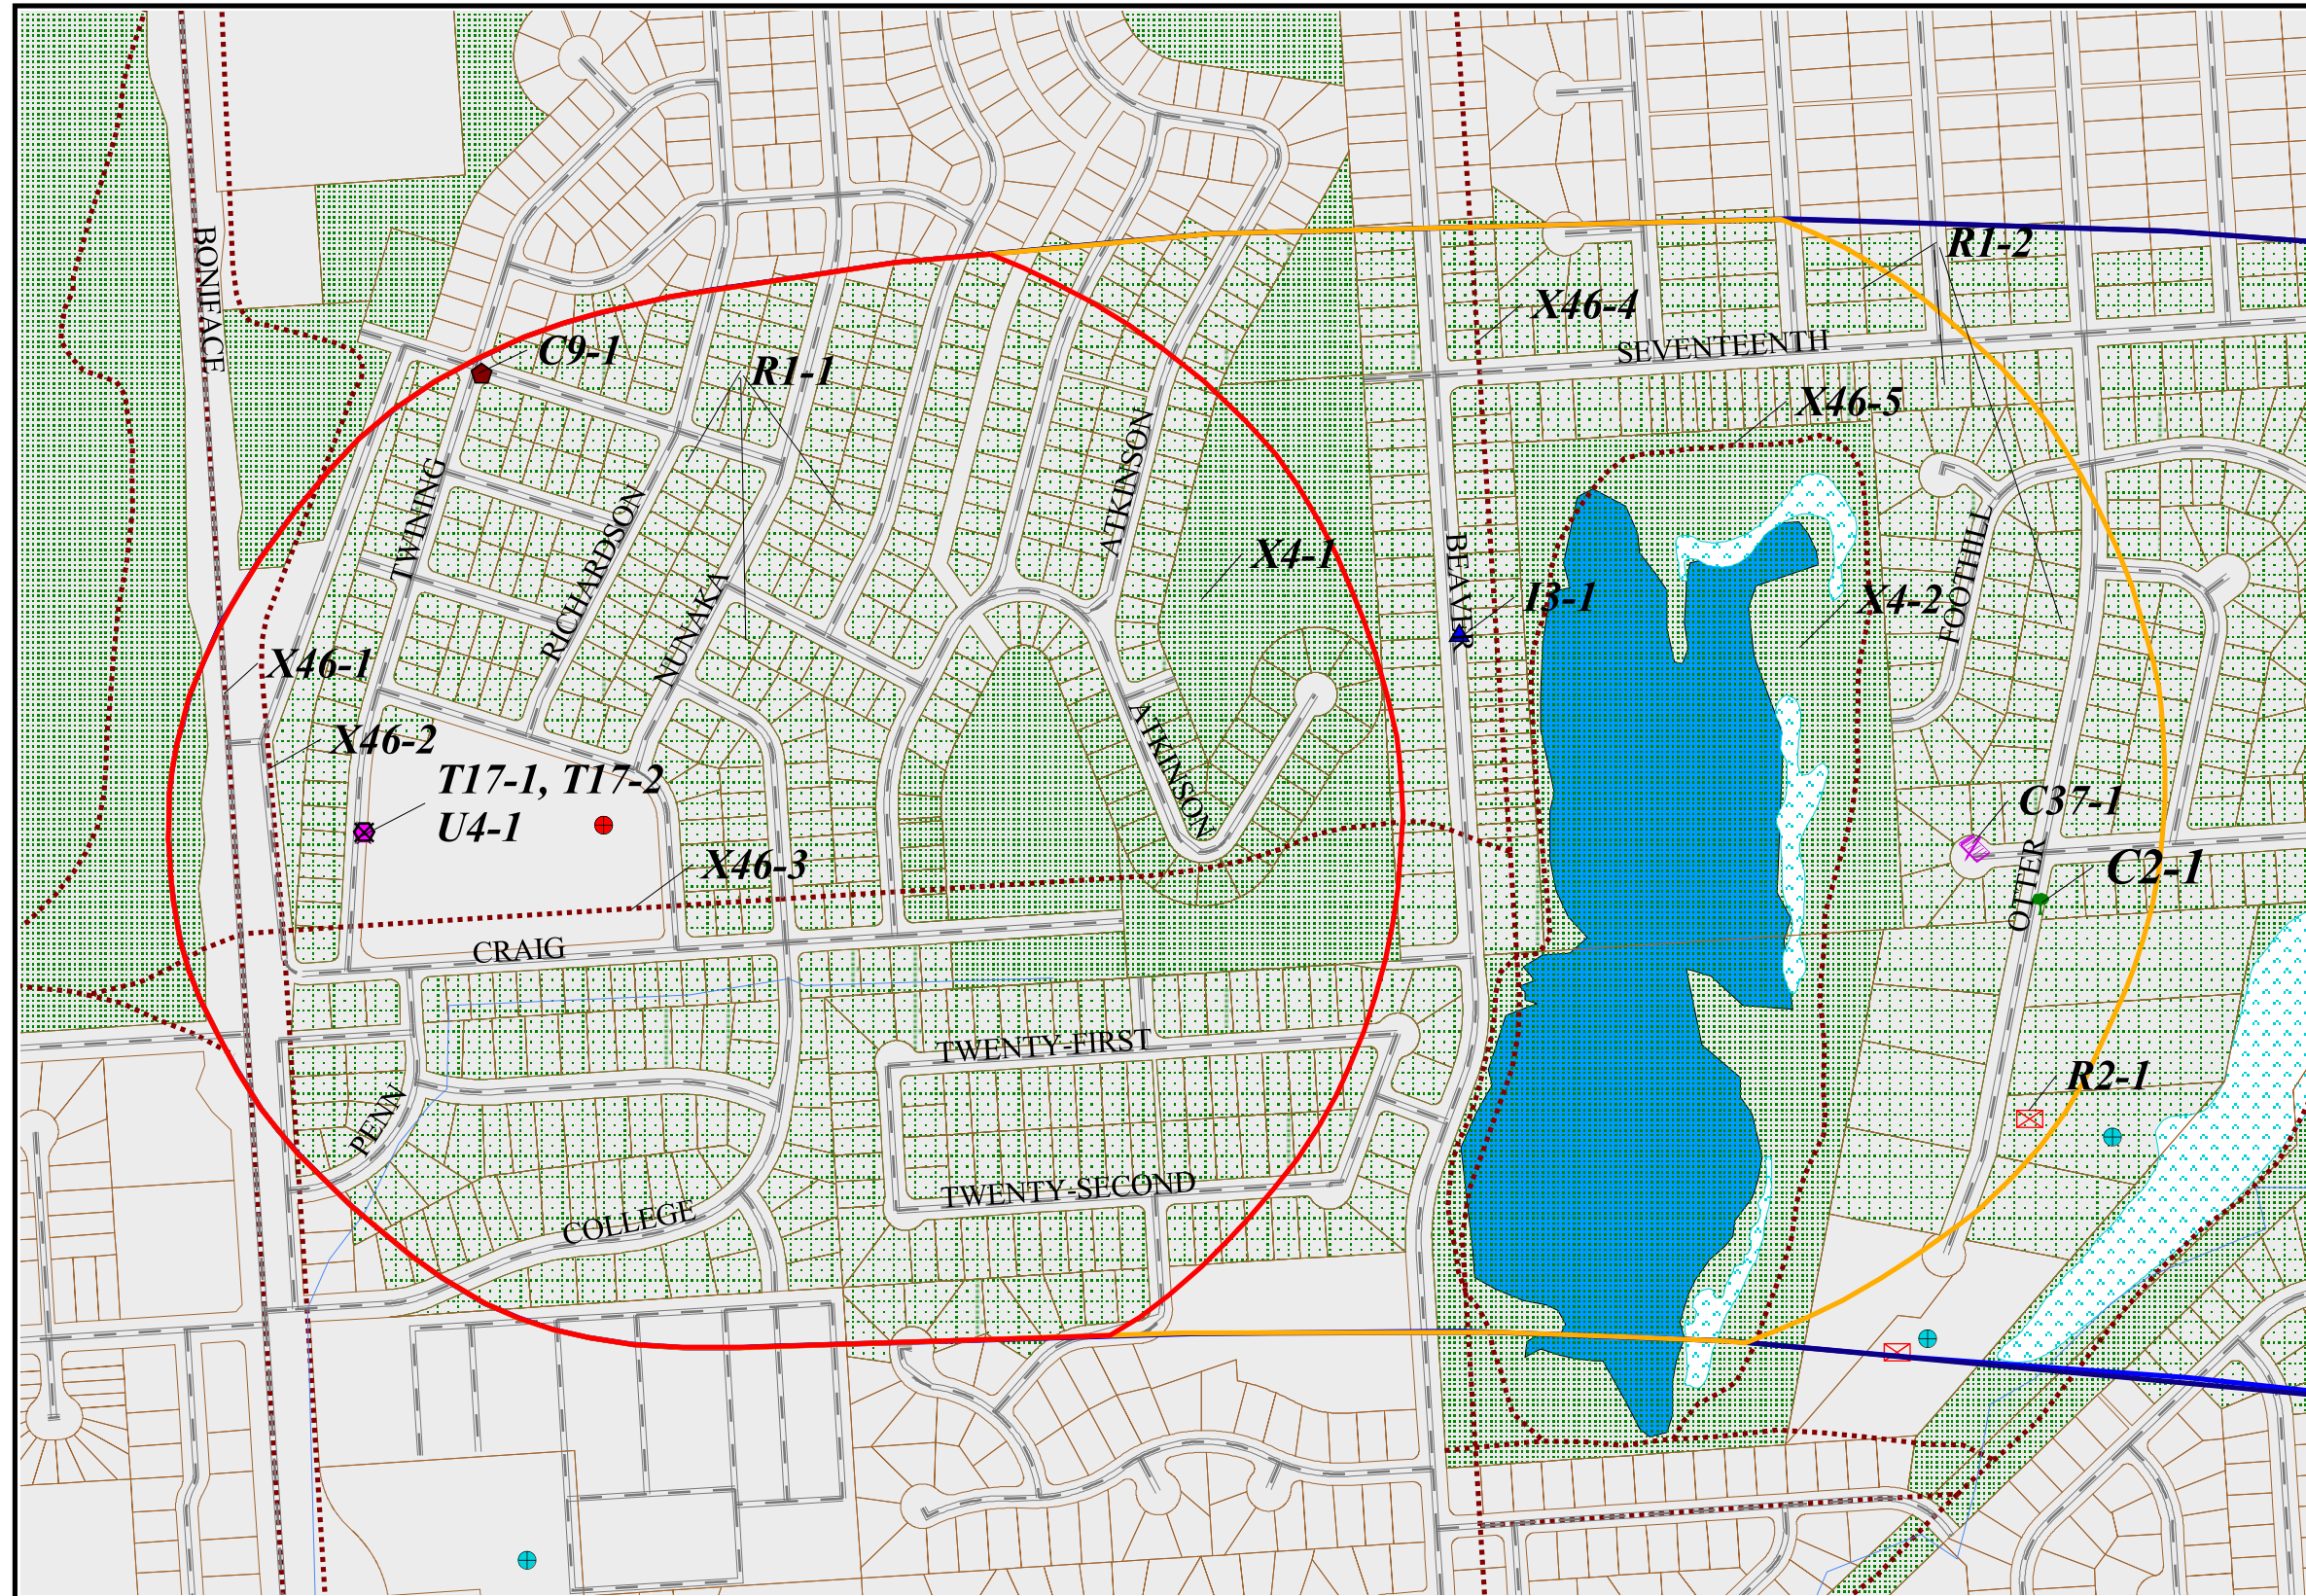 BONIFACE
R1-2
X46-4
SEVENTEENTH
C9-1
R1-1
X46-5
TWINING
RICHARDSON
ATKINSON
NUNAKA
X4-1
BEAVER
I3-1
X4-2
FOOTHILL
X46-1
X46-2
T17-1, T17-2
U4-1
ATKINSON
C37-1
X46-3
C2-1
OTTER
CRAIG
TWENTY-FIRST
R2-1
PENN
TWENTY-SECOND
COLLEGE